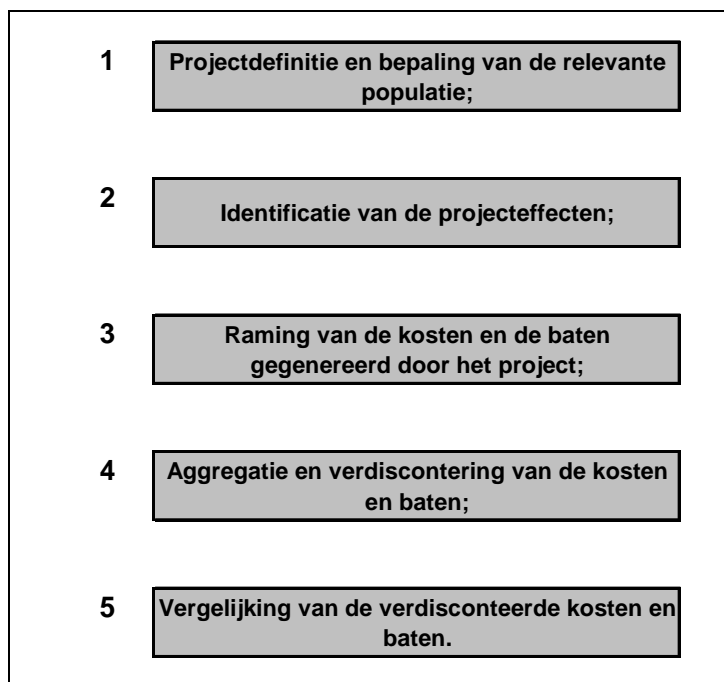 1 Projectdefinitie en bepaling van de relevante
populatie;
2 Identificatie van de projecteffecten;
3 Raming van de kosten en de baten
gegenereerd door het project;
4 Aggregatie en verdiscontering van de kosten
en baten;
5 Vergelijking van de verdisconteerde kosten en
baten.